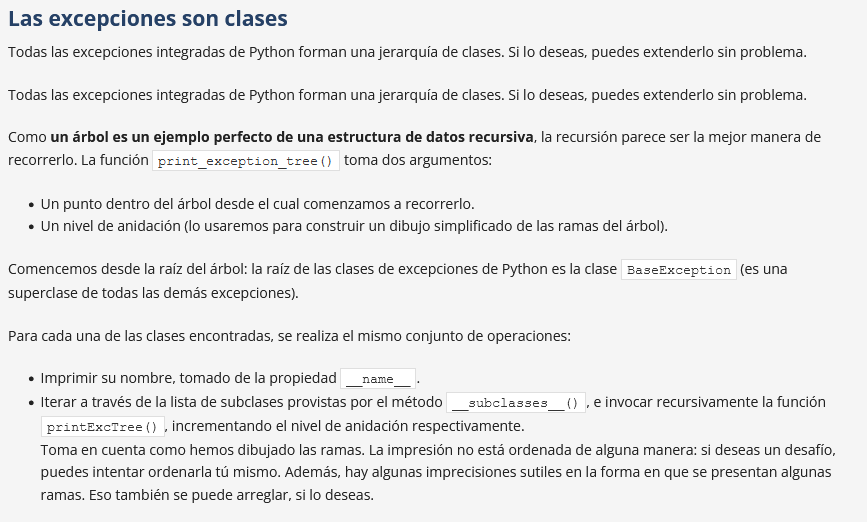 Las excepciones son clases
Todas las excepciones integradas de Python forman una jerarquía de clases. Si lo deseas, puedes extenderlo sin problema.
Todas las excepciones integradas de Python forman una jerarquía de clases. Si lo deseas, puedes extenderlo sin problema.
Como un árbol es un ejemplo perfecto de una estructura de datos recursiva, la recursión parece ser la mejor manera de
recorrerlo. La función print_exception_tree() toma dos argumentos:
• Un punto dentro del árbol desde el cual comenzamos a recorrerlo.
• Un nivel de anidación (lo usaremos para construir un dibujo simplificado de las ramas del árbol).
Comencemos desde la raíz del árbol: la raíz de las clases de excepciones de Python es la clase BaseException (es una
superclase de todas las demás excepciones).
Para cada una de las clases encontradas, se realiza el mismo conjunto de operaciones:
• Imprimir su nombre, tomado de la propiedad __name__.
• Iterar a través de la lista de subclases provistas por el método __subclasses__(), e invocar recursivamente la función
printExcTree(), incrementando el nivel de anidación respectivamente.
Toma en cuenta como hemos dibujado las ramas. La impresión no está ordenada de alguna manera: si deseas un desafío,
puedes intentar ordenarla tú mismo. Además, hay algunas imprecisiones sutiles en la forma en que se presentan algunas
ramas. Eso también se puede arreglar, si lo deseas.